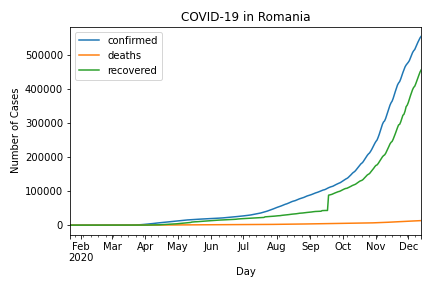 COVID-19 in Romania
confirmed
deaths
recovered
Number of Cases
500000
400000
300000
200000
100000
0
Feb Mar Apr May Jun Jul Aug Sep Oct Nov Dec
2020
Day